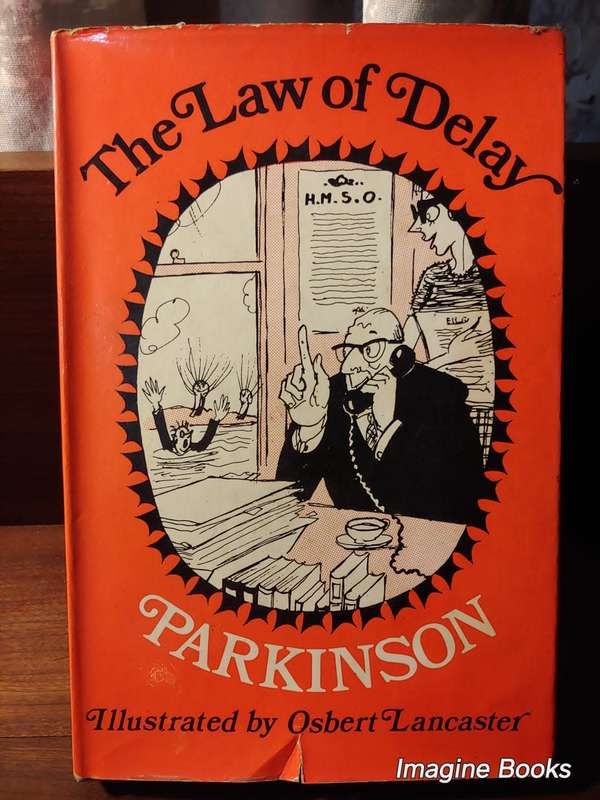 The Law of Delay
H.M.S.O.
PARKINSON
Illustrated by Osbert Lancaster
Imagine Books